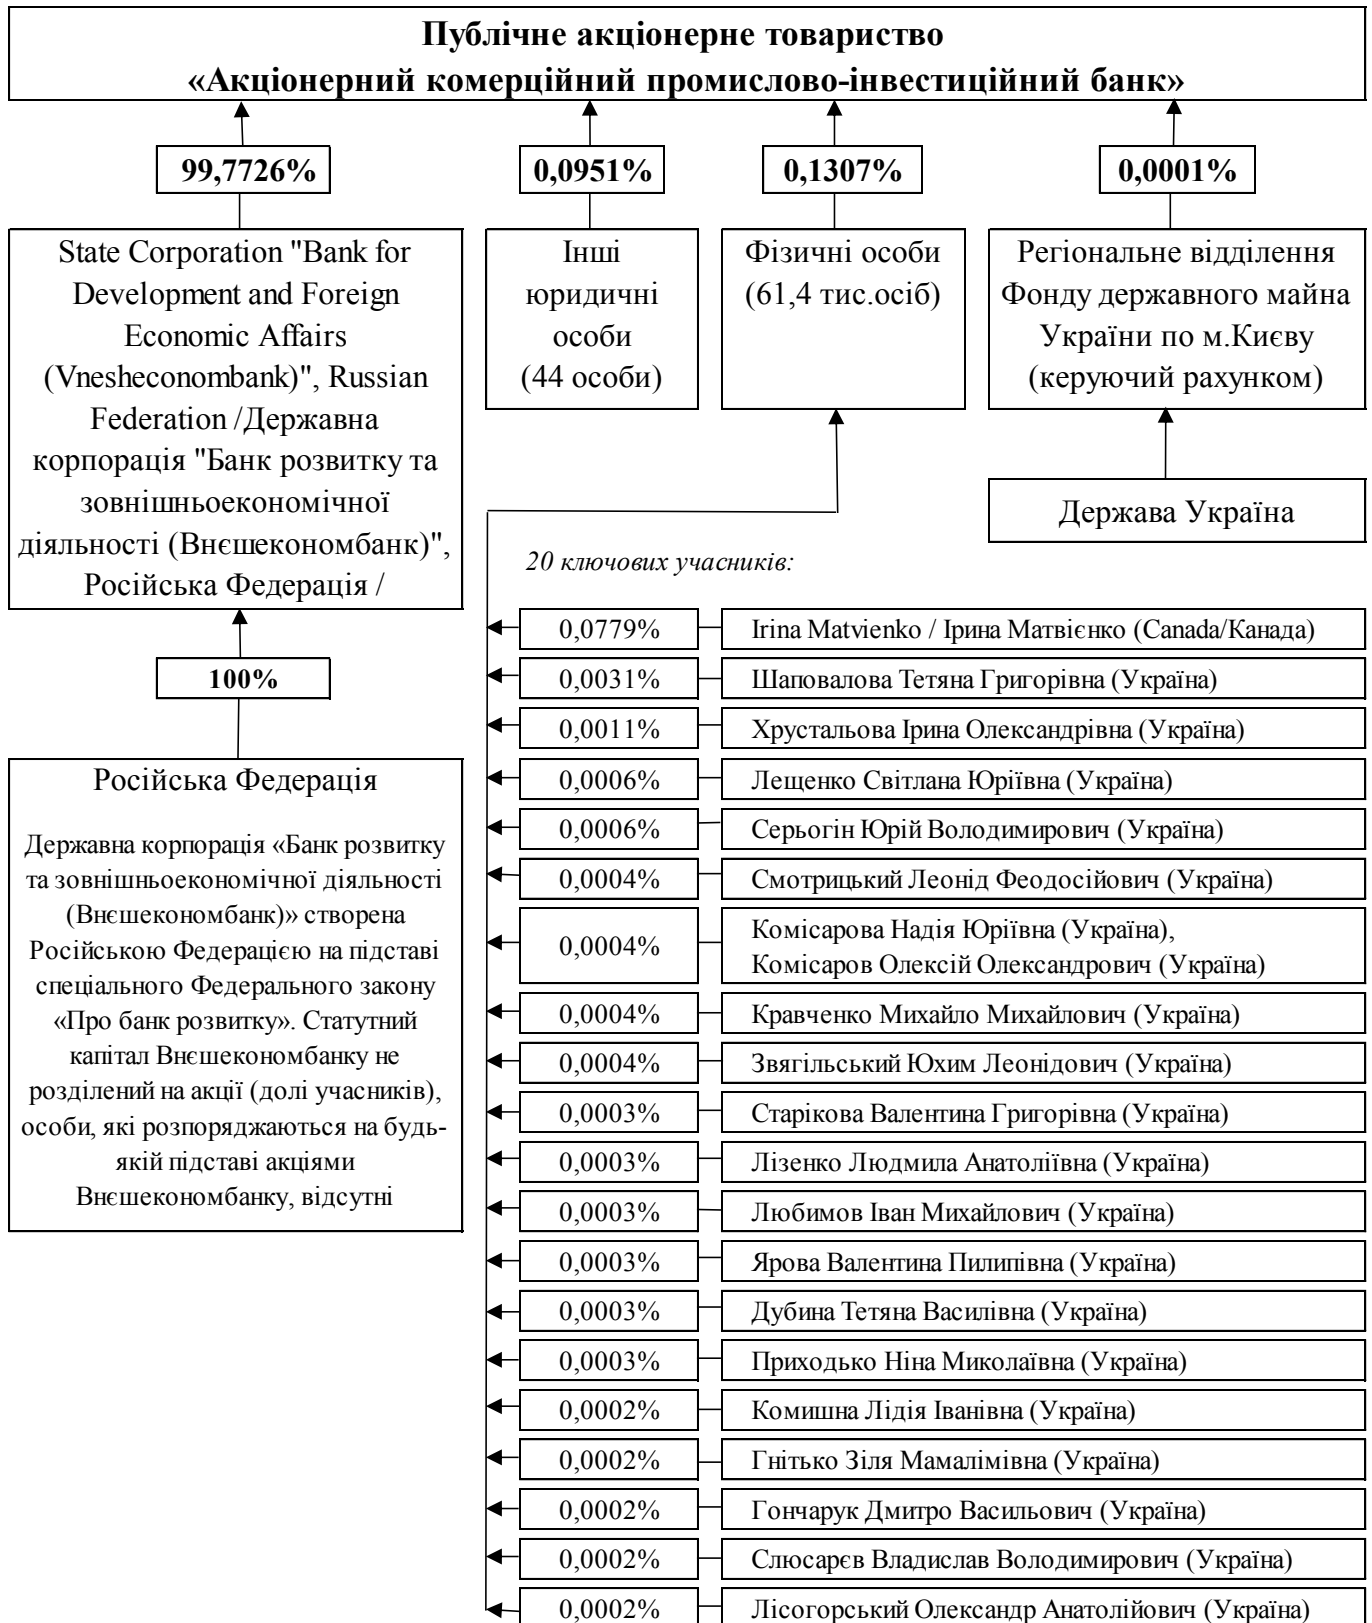 Публічне акціонерне товариство
«Акціонерний комерційний промислово-інвестиційний банк»
99,7726%
0,0951%
0,1307%
0,0001%
State Corporation "Bank for
Development and Foreign
Economic Affairs
(Vnesheconombank)", Russian
Federation /Державна
корпорація "Банк розвитку та
зовнішньоекономічної
діяльності (Внєшекономбанк)",
Російська Федерація /
Інші
юридичні
особи
(44 особи)
Фізичні особи
(61,4 тис.осіб)
Регіональне відділення
Фонду державного майна
України по м.Києву
(керуючий рахунком)
Держава Україна
100%
Російська Федерація
Державна корпорація «Банк розвитку
та зовнішньоекономічної діяльності
(Внєшекономбанк)» створена
Російською Федерацією на підставі
спеціального Федерального закону
«Про банк розвитку». Статутний
капітал Внєшекономбанку не
розділений на акції (долі учасників),
особи, які розпоряджаються на будь-
якій підставі акціями
Внєшекономбанку, відсутні
20 ключових учасників:
0,0779% Irina Matvienko / Ірина Матвієнко (Canada/Канада)
0,0031% Шаповалова Тетяна Григорівна (Україна)
0,0011% Хрустальова Ірина Олександрівна (Україна)
0,0006% Лещенко Світлана Юріївна (Україна)
0,0006% Серьогін Юрій Володимирович (Україна)
0,0004% Смотрицький Леонід Феодосійович (Україна)
0,0004% Комісарова Надія Юріївна (Україна),
Комісаров Олексій Олександрович (Україна)
0,0004% Кравченко Михайло Михайлович (Україна)
0,0004% Звягільський Юхим Леонідович (Україна)
0,0003% Старікова Валентина Григорівна (Україна)
0,0003% Лізенко Людмила Анатоліївна (Україна)
0,0003% Любимов Іван Михайлович (Україна)
0,0003% Ярова Валентина Пилипівна (Україна)
0,0003% Дубина Тетяна Василівна (Україна)
0,0003% Приходько Ніна Миколаївна (Україна)
0,0002% Комишна Лідія Іванівна (Україна)
0,0002% Гнітько Зіля Мамалімівна (Україна)
0,0002% Гончарук Дмитро Васильович (Україна)
0,0002% Слюсарєв Владислав Володимирович (Україна)
0,0002% Лісогорський Олександр Анатолійович (Україна)